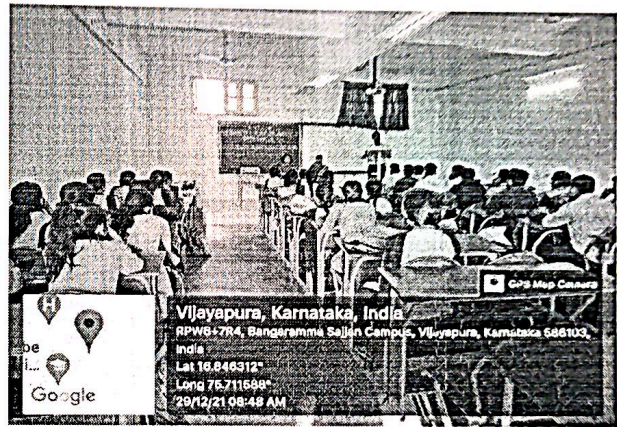 GPS Map Camera
Vijayapura, Karnataka, India
RPW6+7R4, Bangaramma Sajjan Campus, Vijayapura, Karnataka 586103,
India
Lat 16.846312°
Long 75.711588°
29/12/21 08:48 AM
H
be
i...
Google